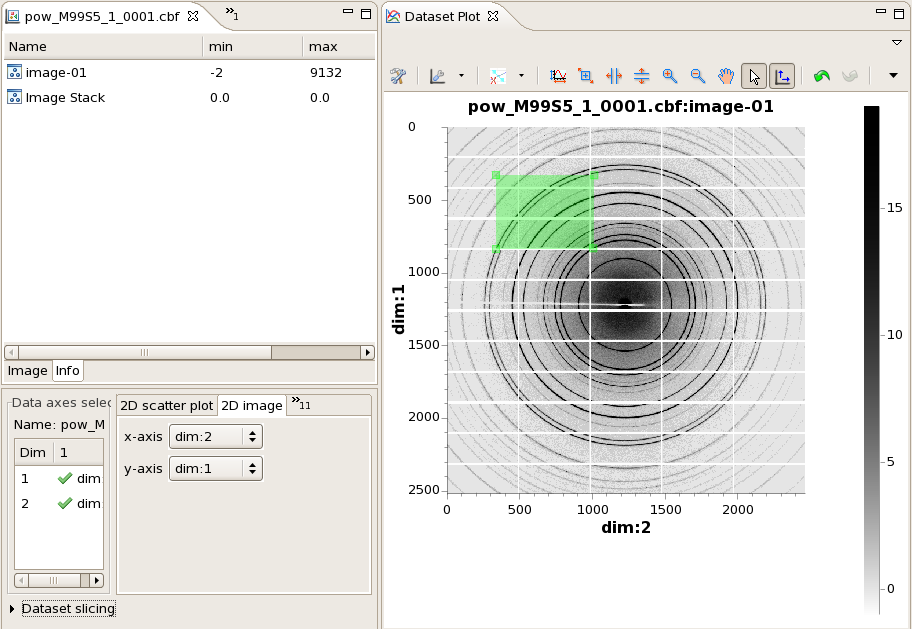 pow_M99S5_1_0001.cbf
»1
Name min max
image-01 -2 9132
Image Stack 0.0 0.0
Image Info
Data axes selec
Name: pow_M
Dim 1
1 dim:
2 dim:
Dataset slicing
2D scatter plot 2D image »11
x-axis dim:2
y-axis dim:1
Dataset Plot
pow_M99S5_1_0001.cbf:image-01
0
500
1000
1500
2000
2500
dim:1
0 500 1000 1500 2000
dim:2
15
10
5
0